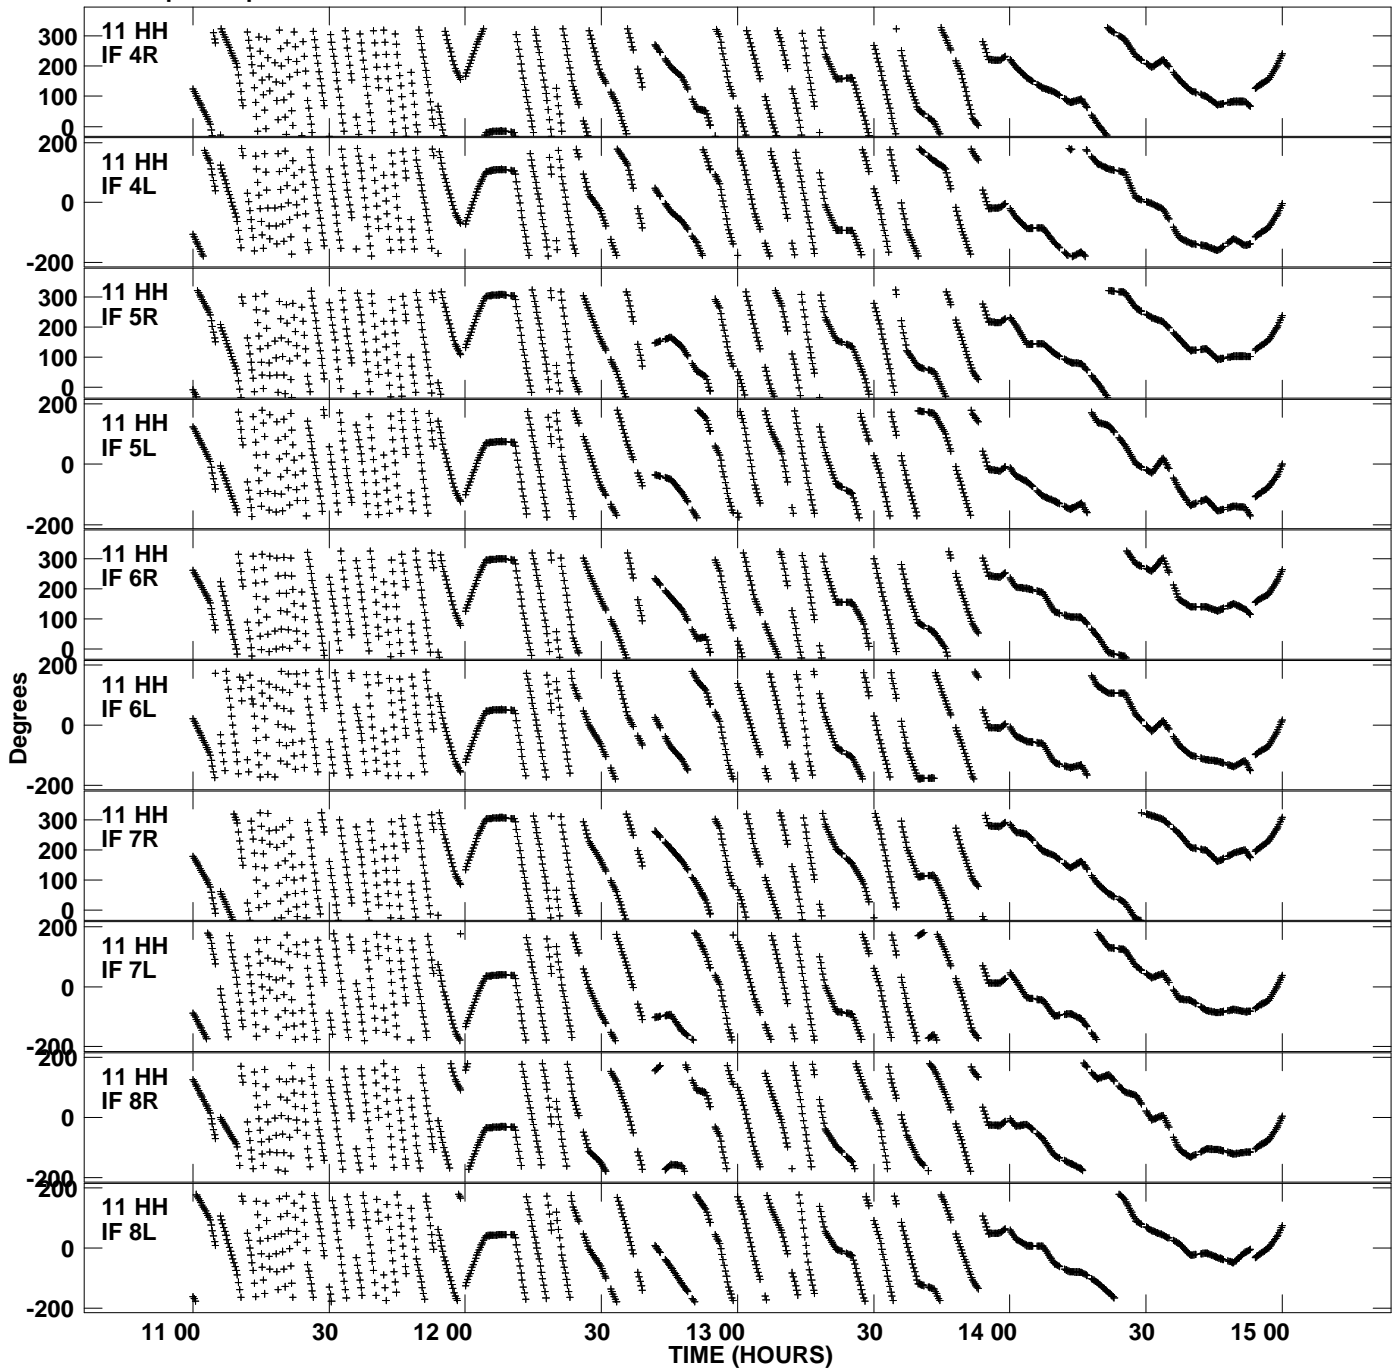 11 HH
IF 4R
300
200
100
0
11 HH
IF 4L
200
0
-200
11 HH
IF 5R
300
200
100
0
11 HH
IF 5L
200
0
-200
11 HH
IF 6R
300
200
100
0
11 HH
IF 6L
200
0
-200
11 HH
IF 7R
300
200
100
0
11 HH
IF 7L
200
0
-200
11 HH
IF 8R
200
0
-200
11 HH
IF 8L
200
0
-200
Degrees
11 00 30 12 00 30 13 00 30 14 00 30 15 00
TIME (HOURS)